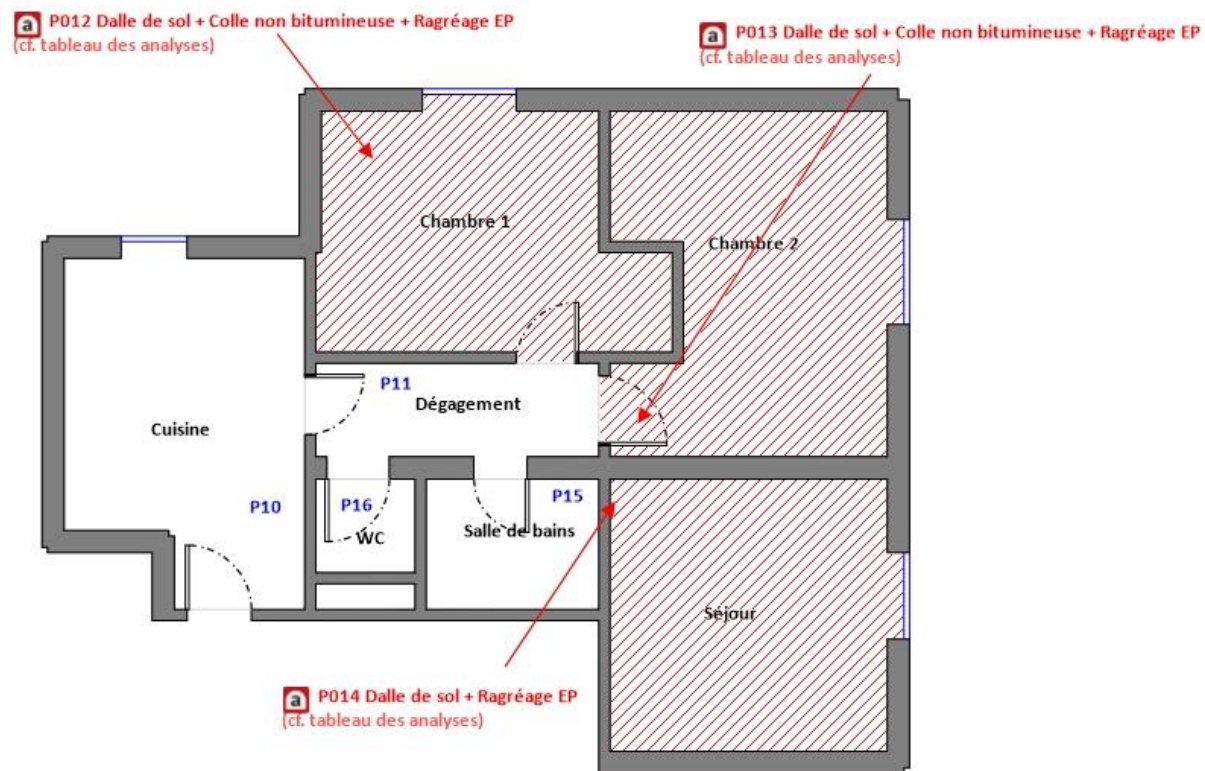 a P012 Dalle de sol + Colle non bitumineuse + Ragréage EP
(cf. tableau des analyses)
a P013 Dalle de sol + Colle non bitumineuse + Ragréage EP
(cf. tableau des analyses)
Chambre 1
Chambre 2
P11
Dégagement
Cuisine
P10
P16
WC
P15
Salle de bains
Séjour
a P014 Dalle de sol + Ragréage EP
(cf. tableau des analyses)